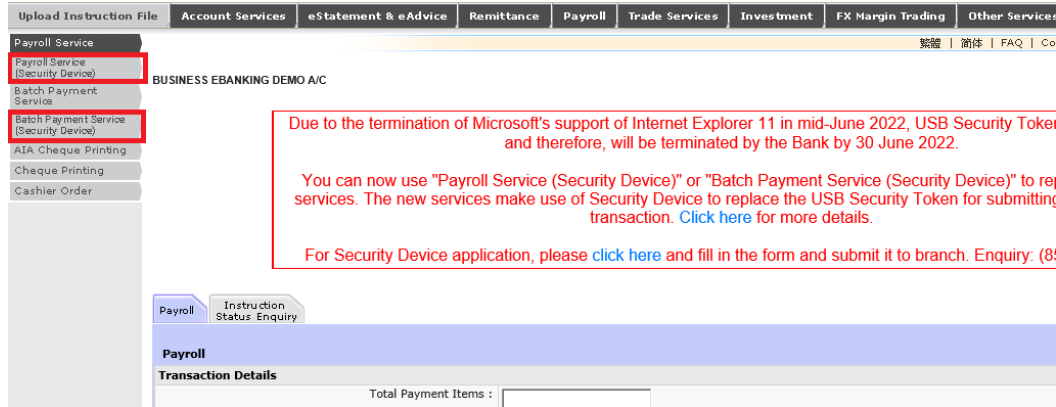 Upload Instruction File
Account Services
eStatement & eAdvice
Remittance
Payroll
Trade Services
Investment
FX Margin Trading
Other Services
Payroll Service
繁體 | 简体 | FAQ | Co
Payroll Service
(Security Device)
BUSINESS EBANKING DEMO A/C
Batch Payment
Service
Batch Payment Service
(Security Device)
AIA Cheque Printing
Cheque Printing
Cashier Order
Due to the termination of Microsoft's support of Internet Explorer 11 in mid-June 2022, USB Security Token
and therefore, will be terminated by the Bank by 30 June 2022.
You can now use "Payroll Service (Security Device)" or "Batch Payment Service (Security Device)" to rep
services. The new services make use of Security Device to replace the USB Security Token for submitting
transaction. Click here for more details.
For Security Device application, please click here and fill in the form and submit it to branch. Enquiry: (85
Payroll
Instruction
Status Enquiry
Payroll
Transaction Details
Total Payment Items :